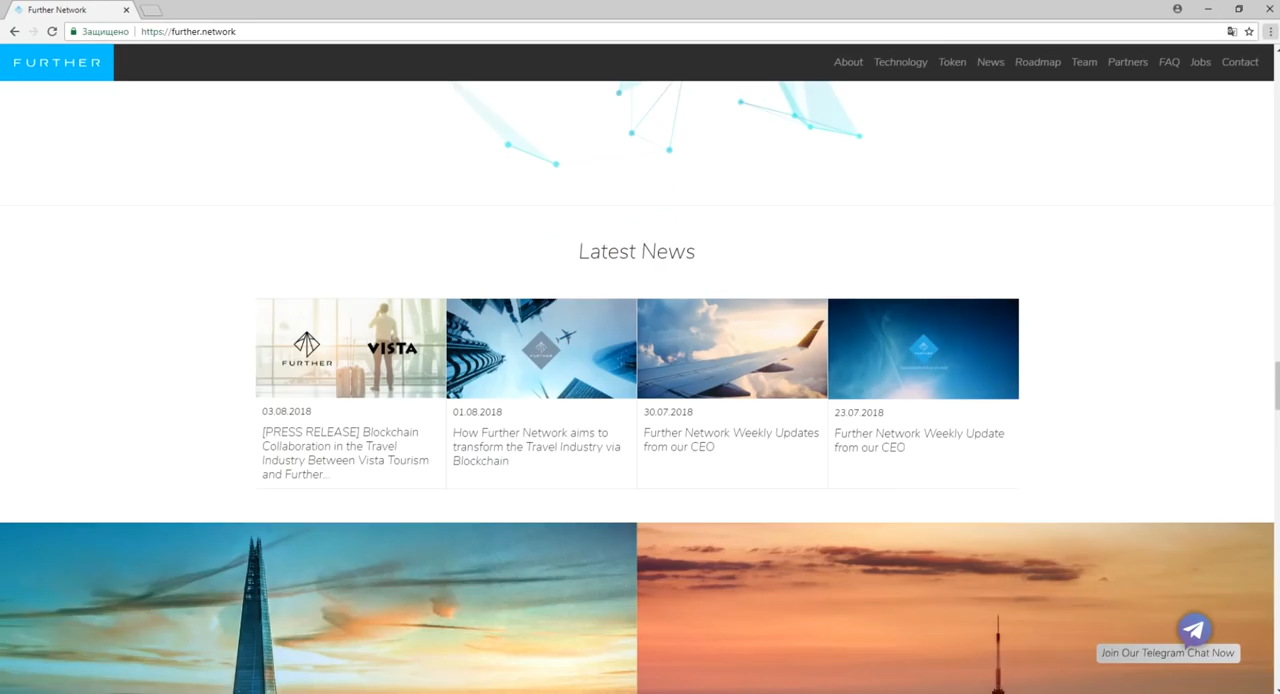 Further Network
Защищено
https://further.network
FURTHER
About Technology Token News Roadmap Team Partners FAQ Jobs Contact
Latest News
FURTHER
VISTA
03.08.2018
[PRESS RELEASE] Blockchain
Collaboration in the Travel
Industry Between Vista Tourism
and Further...
01.08.2018
How Further Network aims to
transform the Travel Industry via
Blockchain
30.07.2018
Further Network Weekly Updates
from our CEO
23.07.2018
Further Network Weekly Update
from our CEO
Join Our Telegram Chat Now